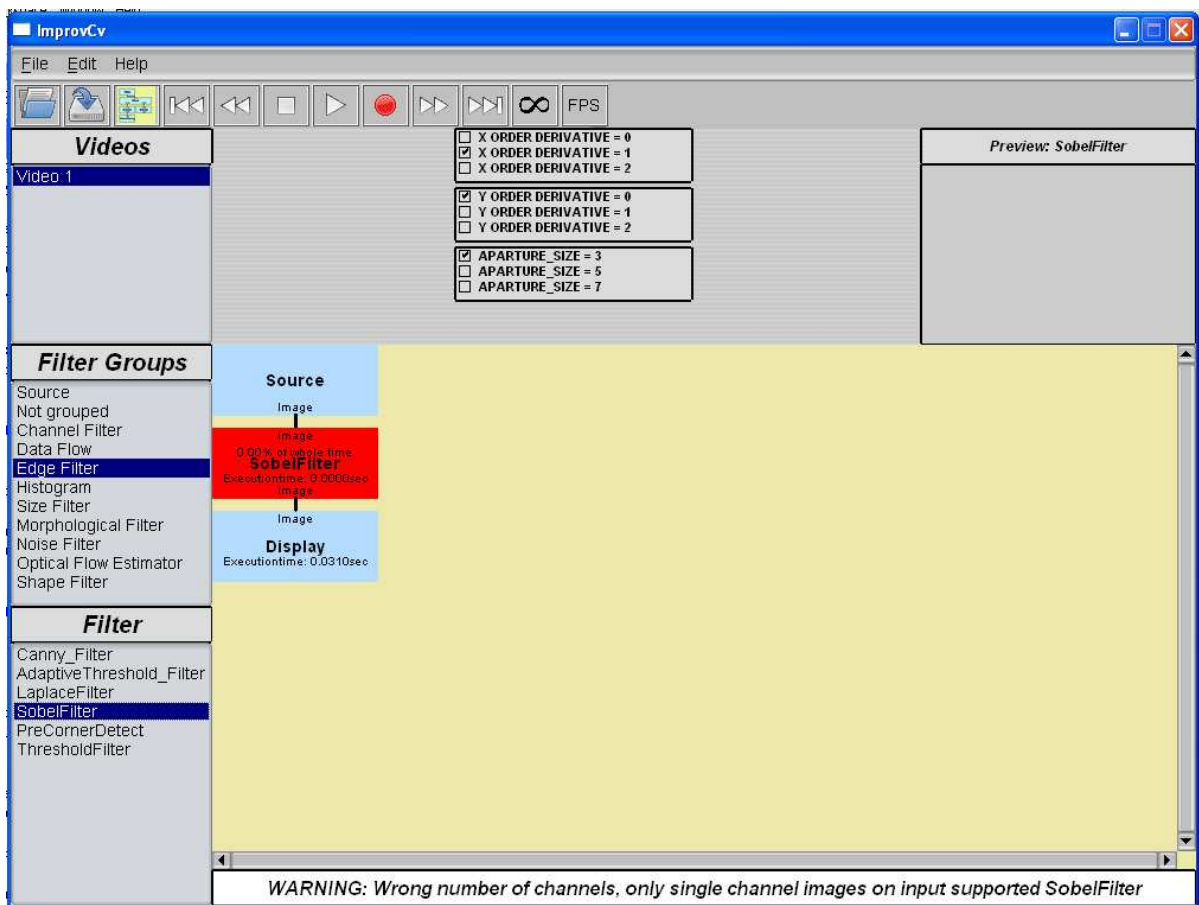 ImprovCv
File Edit Help
FPS
Videos
Video 1
X ORDER DERIVATIVE = 0
X ORDER DERIVATIVE = 1
X ORDER DERIVATIVE = 2
Y ORDER DERIVATIVE = 0
Y ORDER DERIVATIVE = 1
Y ORDER DERIVATIVE = 2
APARTURE_SIZE = 3
APARTURE_SIZE = 5
APARTURE_SIZE = 7
Preview: SobelFilter
Filter Groups
Source
Not grouped
Channel Filter
Data Flow
Edge Filter
Histogram
Size Filter
Morphological Filter
Noise Filter
Optical Flow Estimator
Shape Filter
Filter
Canny_Filter
AdaptiveThreshold_Filter
LaplaceFilter
SobelFilter
PreCornerDetect
ThresholdFilter
Source
Image
Image
0.00% of whole time
SobelFilter
Executiontime: 0.0000sec
Image
Image
Display
Executiontime: 0.0310sec
WARNING: Wrong number of channels, only single channel images on input supported SobelFilter